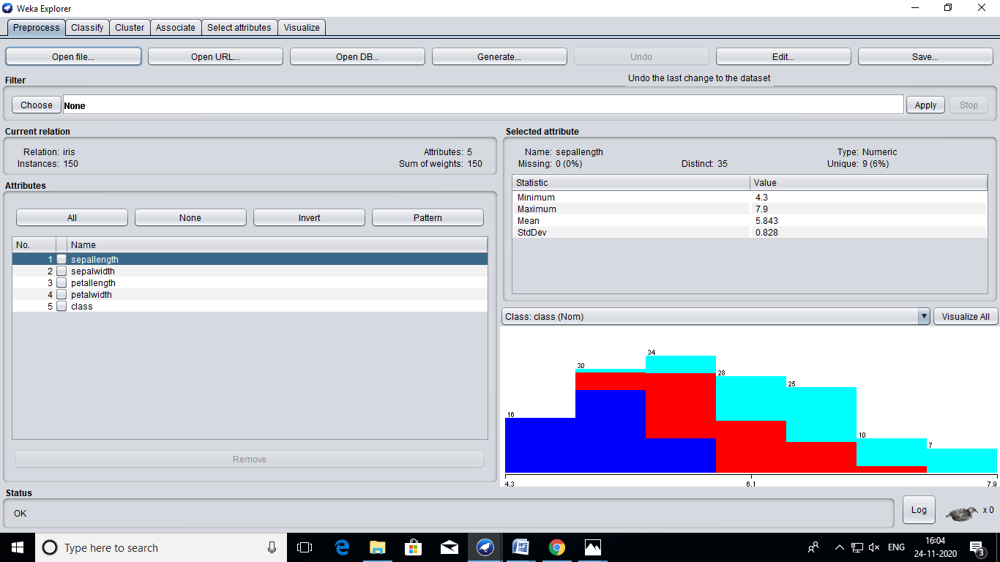 Weka Explorer
Preprocess Classify Cluster Associate Select attributes Visualize
Open file... Open URL... Open DB... Generate... Undo Edit... Save...
Undo the last change to the dataset
Filter
Choose None Apply Stop
Current relation
Relation: iris Attributes: 5
Instances: 150 Sum of weights: 150
Attributes
All None Invert Pattern
No. Name
1 sepallength
2 sepalwidth
3 petallength
4 petalwidth
5 class
Remove
Selected attribute
Name: sepallength Type: Numeric
Missing: 0 (0%) Distinct: 35 Unique: 9 (6%)
Statistic Value
Minimum 4.3
Maximum 7.9
Mean 5.843
StdDev 0.828
Class: class (Nom) Visualize All
16 30 34 28 25 10 7
4.3 6.1 7.9
Status
OK Log x 0
Type here to search ENG 16:04
24-11-2020 3